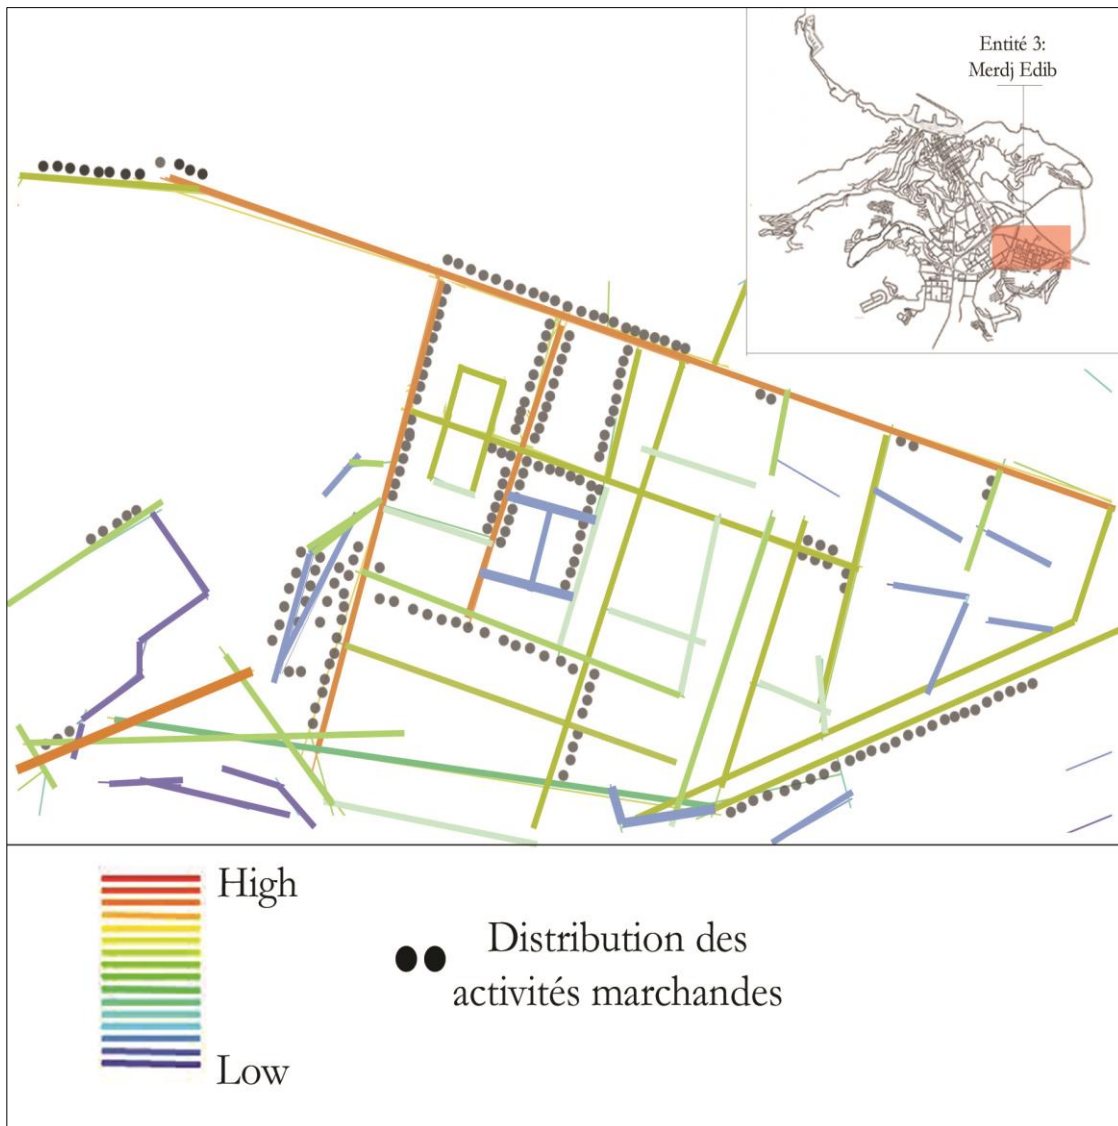 Entité 3:
Merdj Edib
High
Distribution des
activités marchandes
Low